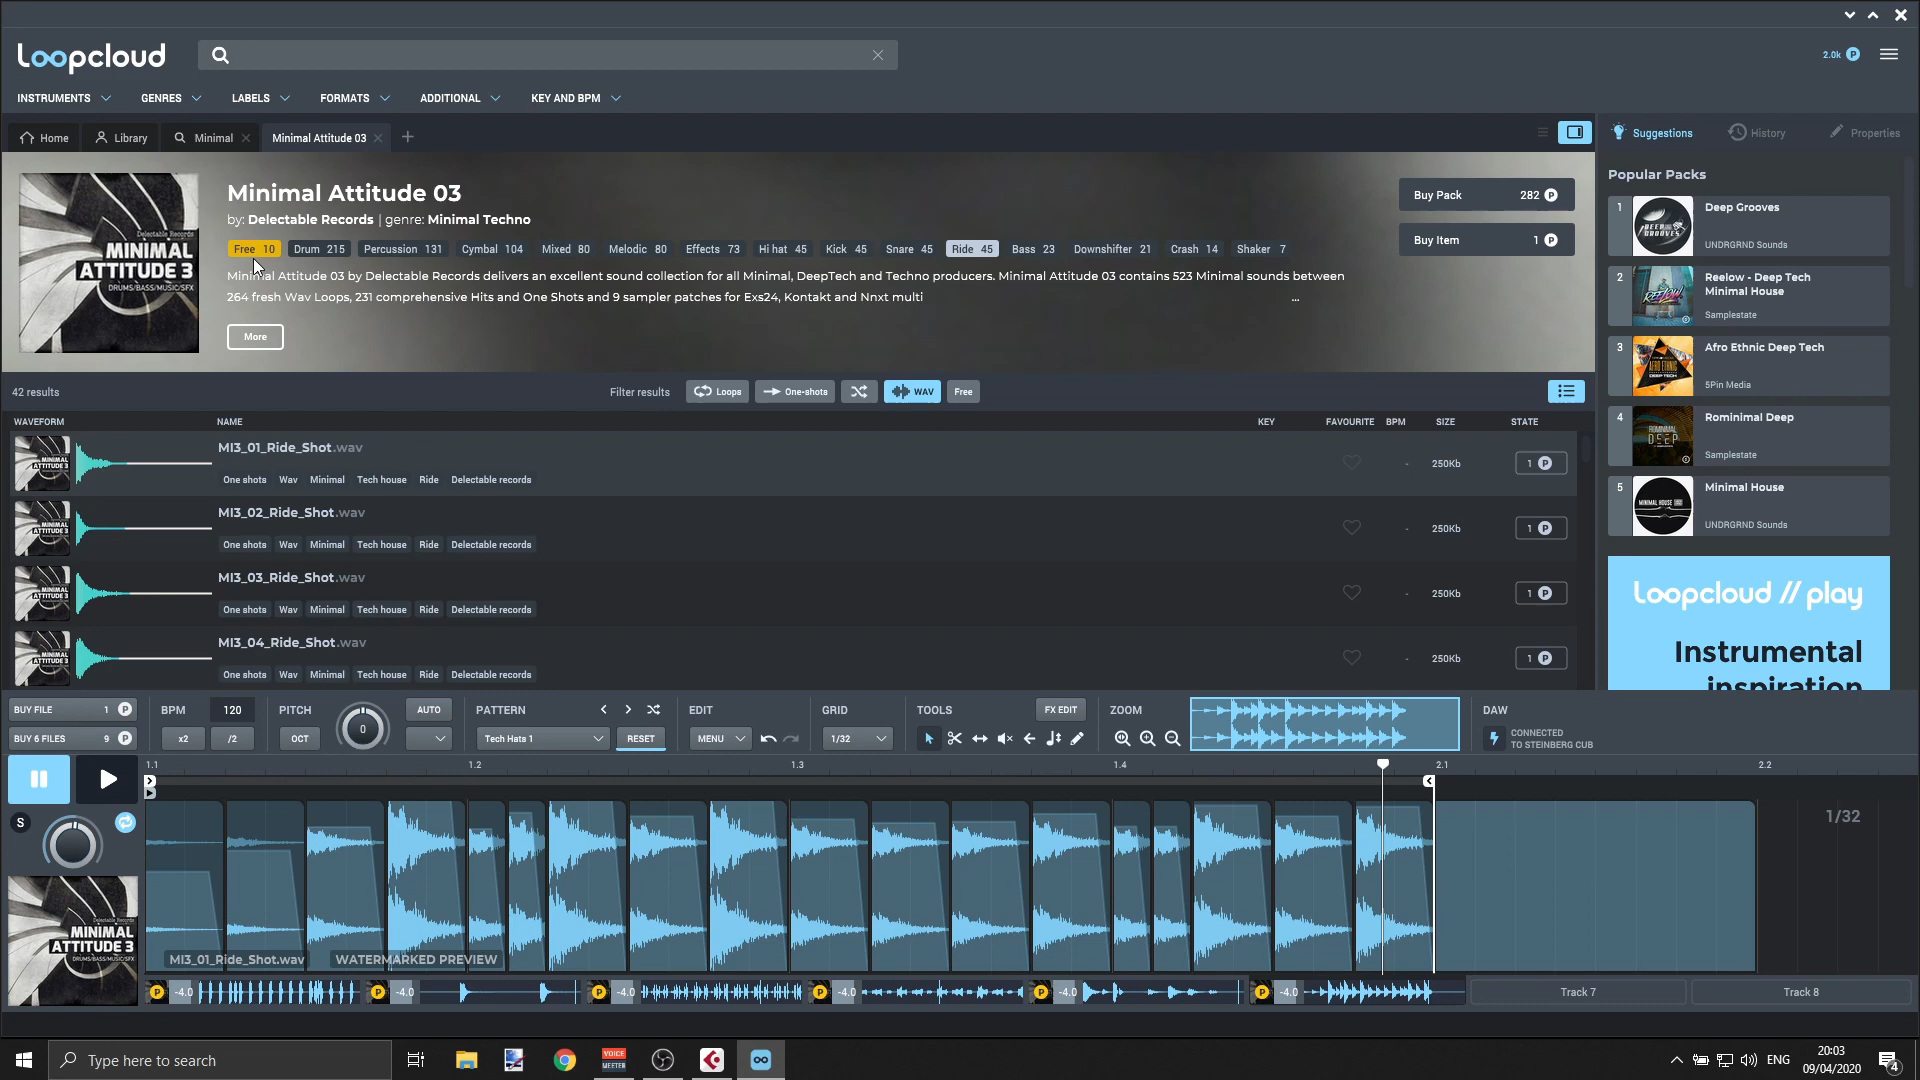 Loopcloud
2.0k P
INSTRUMENTS GENRES LABELS FORMATS ADDITIONAL KEY AND BPM
Home Library Minimal Minimal Attitude 03
Suggestions History Properties
Delectable Records
MINIMAL
ATTITUDE 3
DRUMS/BASS/MUSIC/SFX
Minimal Attitude 03
by: Delectable Records | genre: Minimal Techno
Free 10 Drum 215 Percussion 131 Cymbal 104 Mixed 80 Melodic 80 Effects 73 Hi hat 45 Kick 45 Snare 45 Ride 45 Bass 23 Downshifter 21 Crash 14 Shaker 7
Minimal Attitude 03 by Delectable Records delivers an excellent sound collection for all Minimal, DeepTech and Techno producers. Minimal Attitude 03 contains 523 Minimal sounds between
264 fresh Wav Loops, 231 comprehensive Hits and One Shots and 9 sampler patches for Exs24, Kontakt and Nnxt multi ...
More
Buy Pack 282 P
Buy Item 1 P
Popular Packs
1 Deep Grooves
UNDRGRND Sounds
2 Reelow - Deep Tech
Minimal House
Samplestate
3 Afro Ethnic Deep Tech
5Pin Media
4 Rominimal Deep
Samplestate
5 Minimal House
UNDRGRND Sounds
Loopcloud // play
Instrumental
inspiration
42 results Filter results Loops One-shots WAV Free
WAVEFORM NAME KEY FAVOURITE BPM SIZE STATE
MI3_01_Ride_Shot.wav
One shots Wav Minimal Tech house Ride Delectable records
- 250Kb 1 P
MI3_02_Ride_Shot.wav
One shots Wav Minimal Tech house Ride Delectable records
- 250Kb 1 P
MI3_03_Ride_Shot.wav
One shots Wav Minimal Tech house Ride Delectable records
- 250Kb 1 P
MI3_04_Ride_Shot.wav
One shots Wav Minimal Tech house Ride Delectable records
- 250Kb 1 P
BUY FILE 1 P BPM 120 PITCH 0 AUTO PATTERN EDIT GRID TOOLS FX EDIT ZOOM DAW
BUY 6 FILES 9 P x2 /2 OCT Tech Hats 1 RESET MENU 1/32 CONNECTED
TO STEINBERG CUB
1.1 1.2 1.3 1.4 2.1 2.2
S
1/32
Delectable Records
MINIMAL
ATTITUDE 3
DRUMS/BASS/MUSIC/SFX
MI3_01_Ride_Shot.wav WATERMARKED PREVIEW
P -4.0 P -4.0 P -4.0 P -4.0 P -4.0 P -4.0 Track 7 Track 8
Type here to search
VOICE
MEETER
ENG
20:03
09/04/2020
4